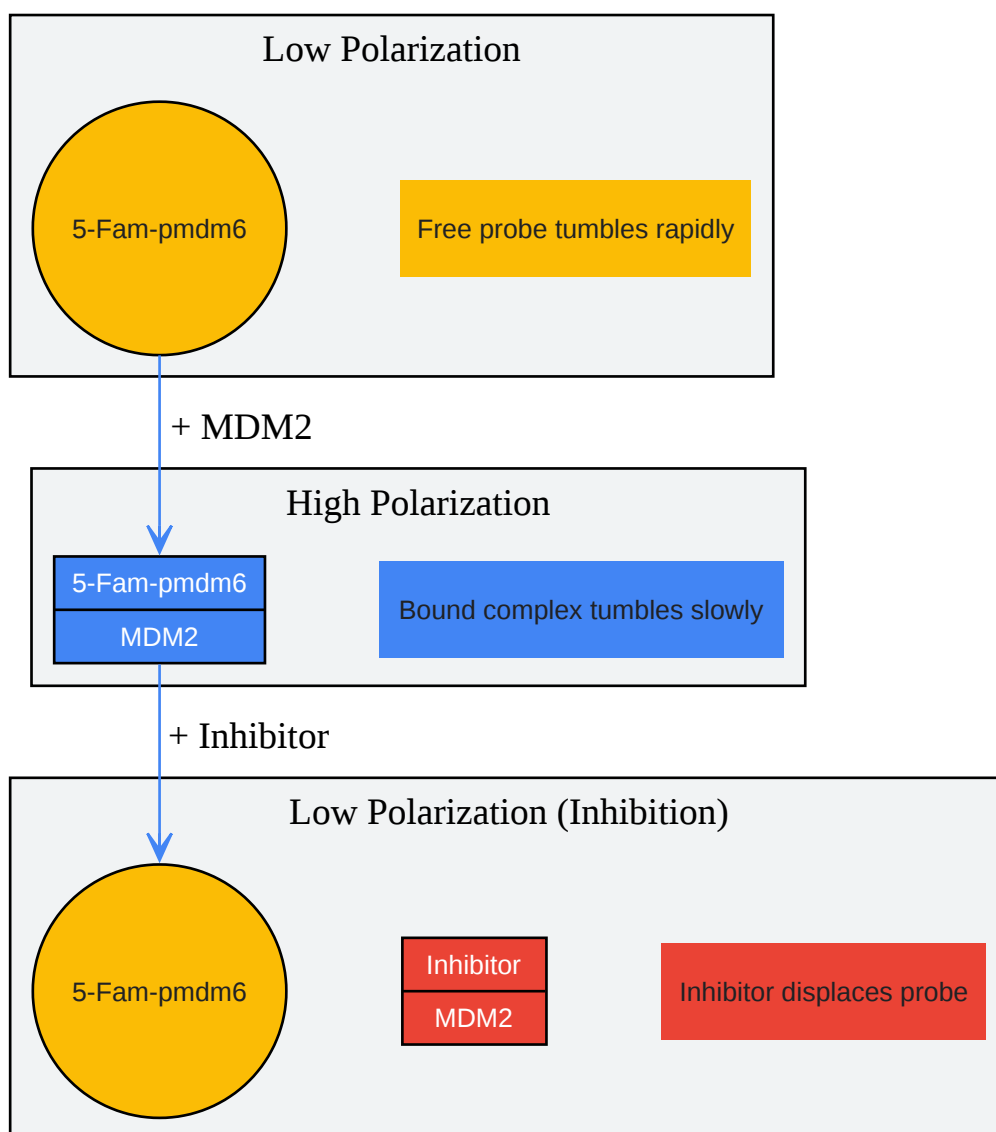 Low Polarization
5-Fam-pmdm6
Free probe tumbles rapidly
+ MDM2
High Polarization
5-Fam-pmdm6
MDM2
Bound complex tumbles slowly
+ Inhibitor
Low Polarization (Inhibition)
5-Fam-pmdm6
Inhibitor
MDM2
Inhibitor displaces probe